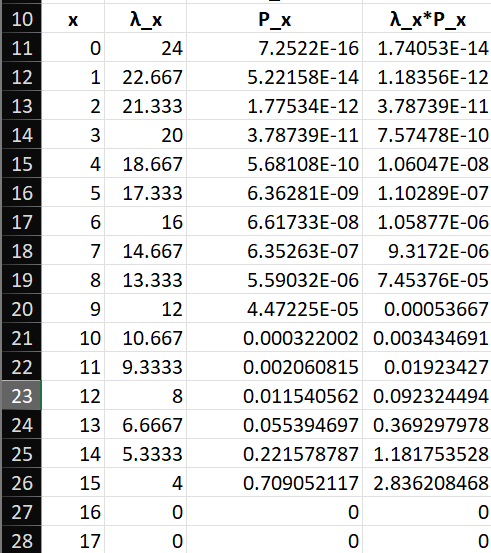 10 x λ_x P_x λ_x*P_x
11 0 24 7.2522E-16 1.74053E-14
12 1 22.667 5.22158E-14 1.18356E-12
13 2 21.333 1.77534E-12 3.78739E-11
14 3 20 3.78739E-11 7.57478E-10
15 4 18.667 5.68108E-10 1.06047E-08
16 5 17.333 6.36281E-09 1.10289E-07
17 6 16 6.61733E-08 1.05877E-06
18 7 14.667 6.35263E-07 9.3172E-06
19 8 13.333 5.59032E-06 7.45376E-05
20 9 12 4.47225E-05 0.00053667
21 10 10.667 0.000322002 0.003434691
22 11 9.3333 0.002060815 0.01923427
23 12 8 0.011540562 0.092324494
24 13 6.6667 0.055394697 0.369297978
25 14 5.3333 0.221578787 1.181753528
26 15 4 0.709052117 2.836208468
27 16 0 0 0
28 17 0 0 0